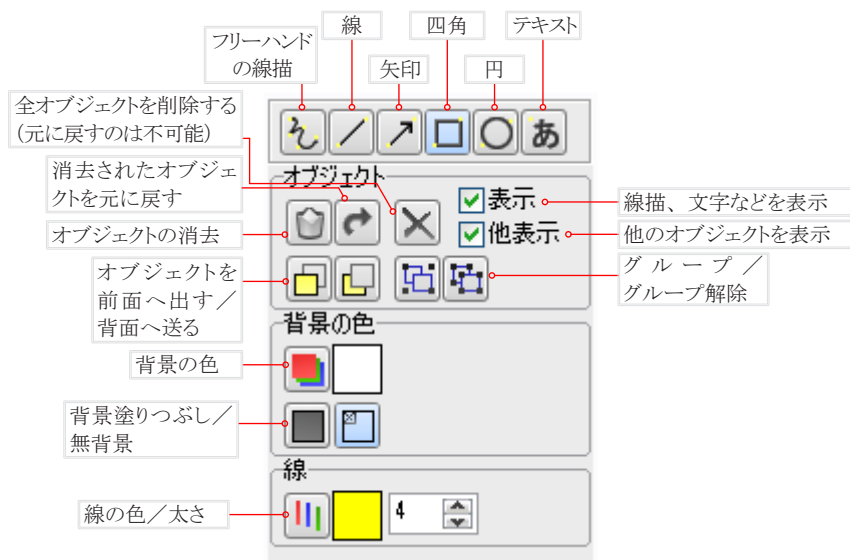 フリーハンド
の線描
線
矢印
四角
円
テキスト
全オブジェクトを削除する
(元に戻すのは不可能)
あ
消去されたオブジェ
クトを元に戻す
オブジェクト
表示
線描、文字などを表示
オブジェクトの消去
他表示
他のオブジェクトを表示
オブジェクトを
前面へ出す/
背面へ送る
グループ/
グループ解除
背景の色
背景の色
背景塗りつぶし/
無背景
線
線の色/太さ
4